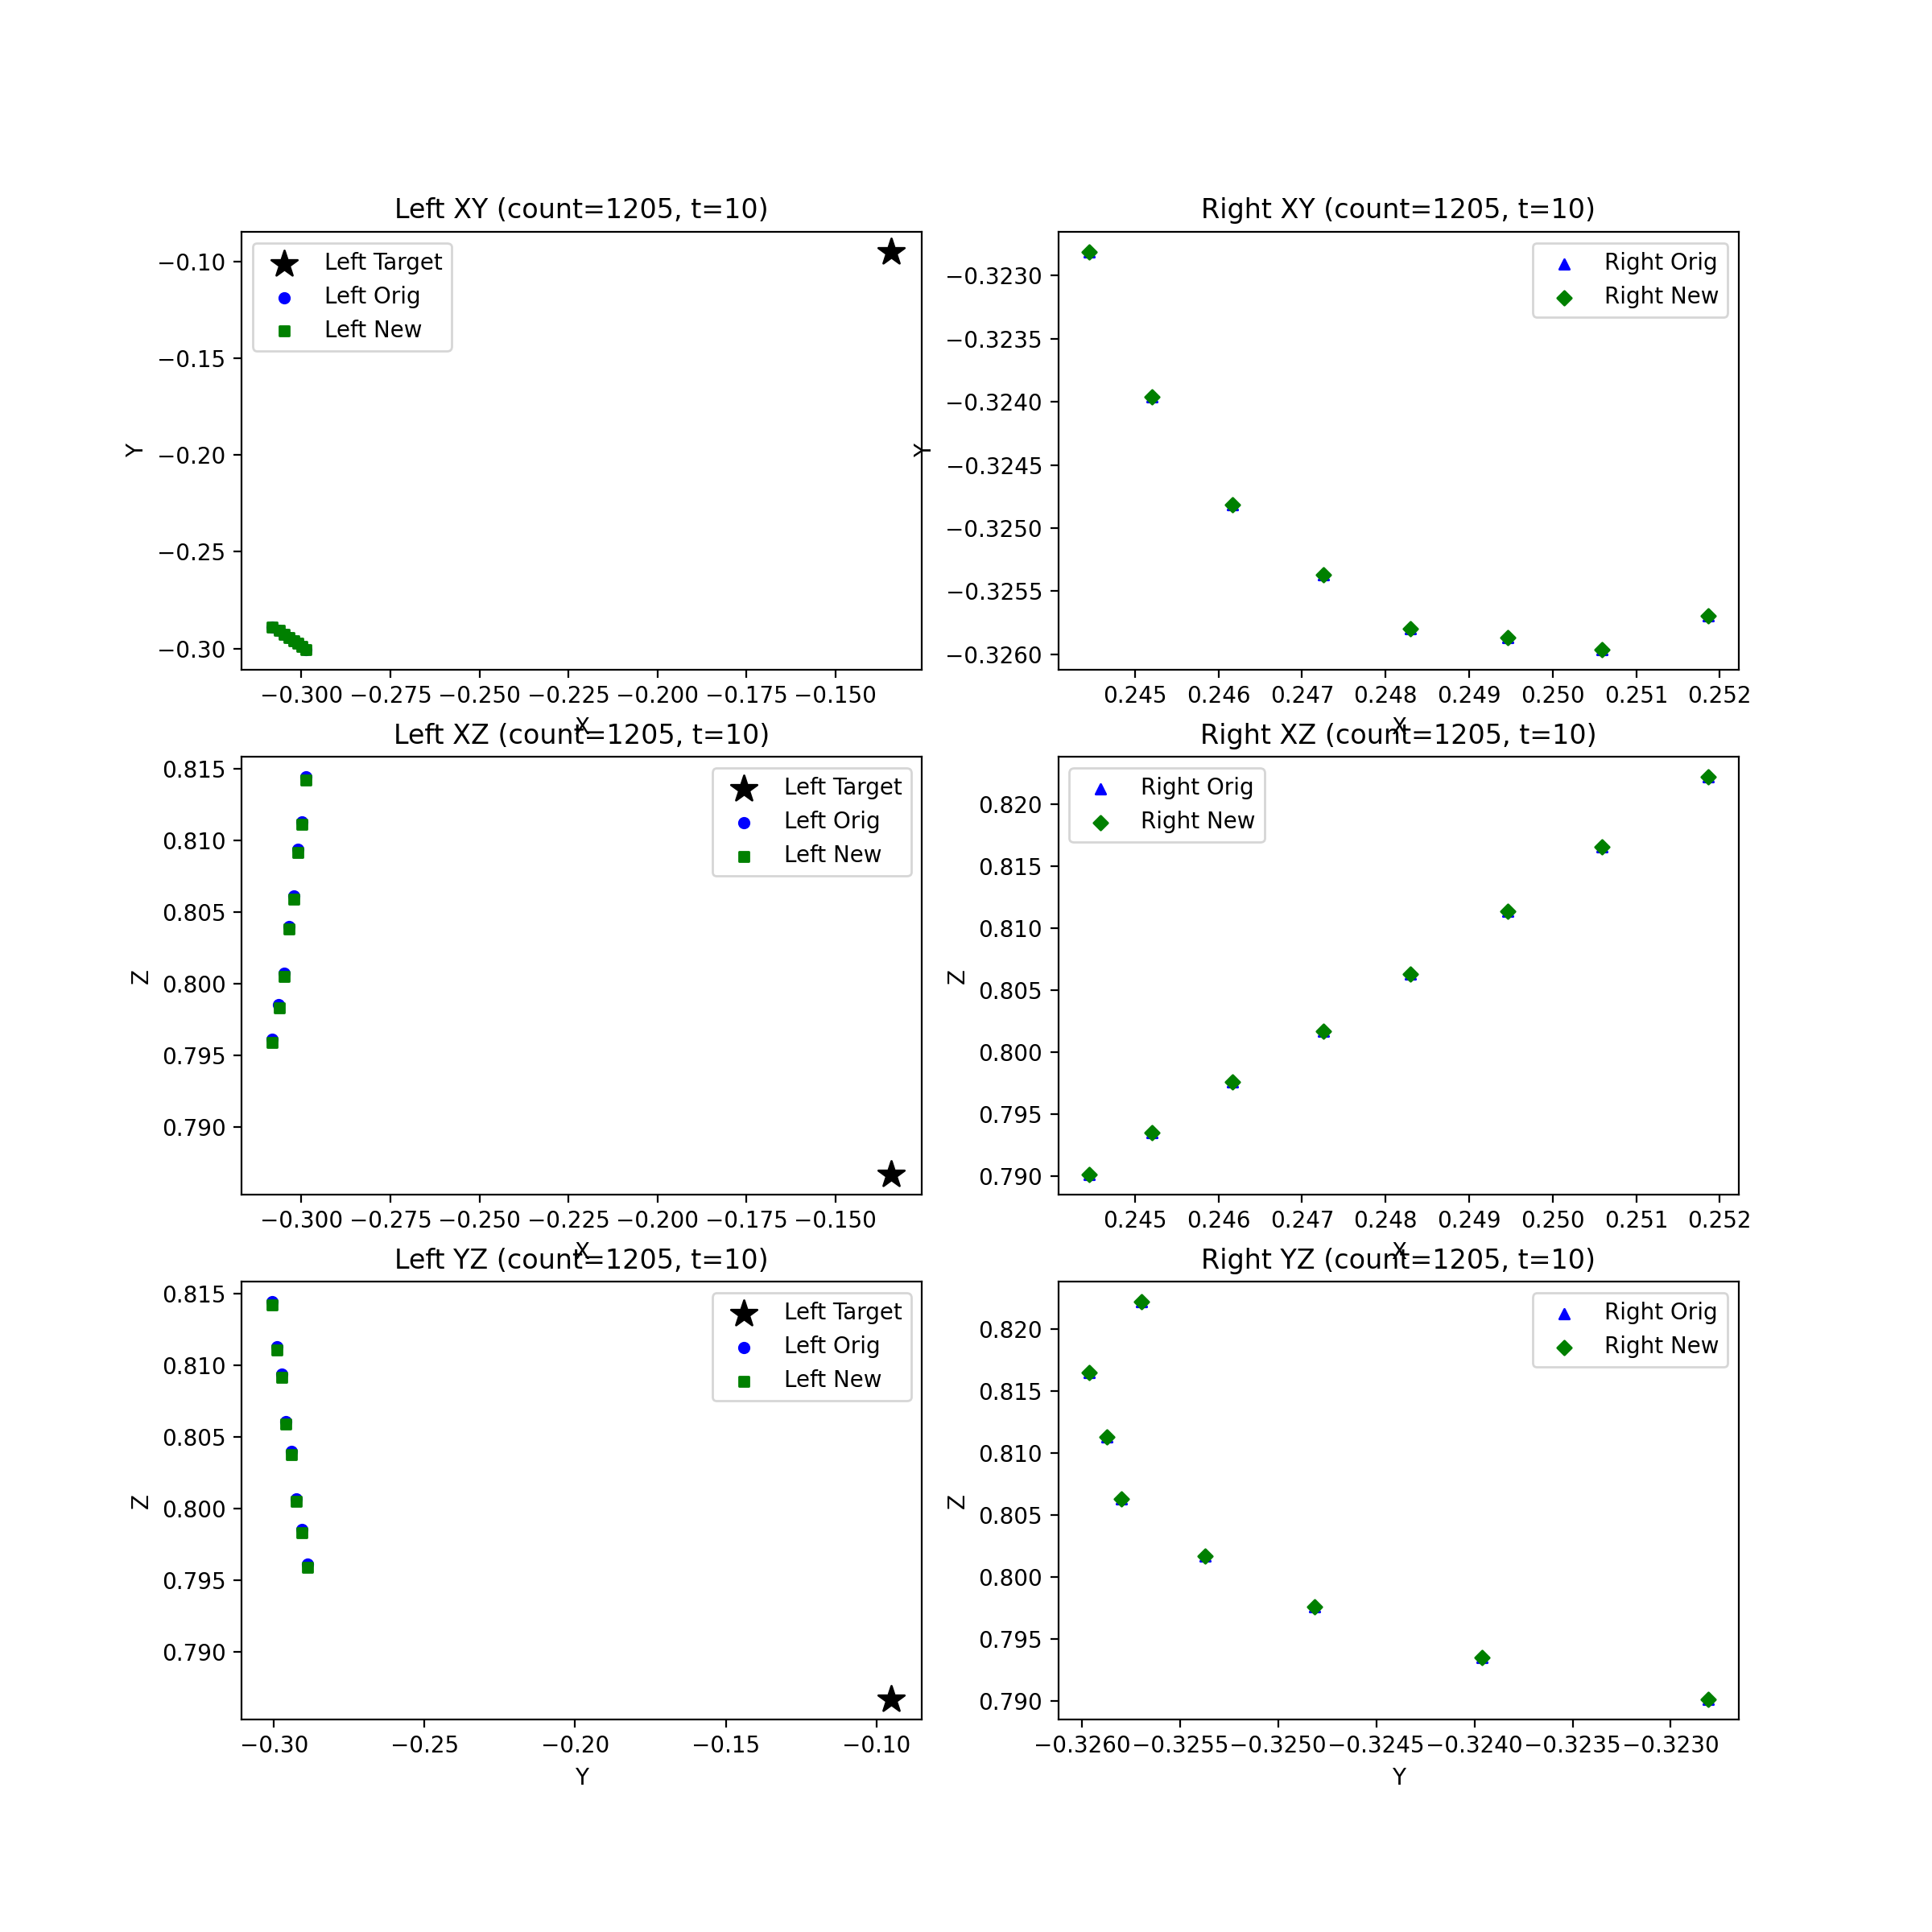 Left XY (count=1205, t=10)
Left Target
Left Orig
Left New
−0.10
−0.15
−0.20
−0.25
−0.30
Y
−0.300 −0.275 −0.250 −0.225 −0.200 −0.175 −0.150
X
Right XY (count=1205, t=10)
Right Orig
Right New
−0.3230
−0.3235
−0.3240
−0.3245
−0.3250
−0.3255
−0.3260
Y
0.245 0.246 0.247 0.248 0.249 0.250 0.251 0.252
X
Left XZ (count=1205, t=10)
Left Target
Left Orig
Left New
0.815
0.810
0.805
0.800
0.795
0.790
Z
−0.300 −0.275 −0.250 −0.225 −0.200 −0.175 −0.150
X
Right XZ (count=1205, t=10)
Right Orig
Right New
0.820
0.815
0.810
0.805
0.800
0.795
0.790
Z
0.245 0.246 0.247 0.248 0.249 0.250 0.251 0.252
X
Left YZ (count=1205, t=10)
Left Target
Left Orig
Left New
0.815
0.810
0.805
0.800
0.795
0.790
Z
−0.30 −0.25 −0.20 −0.15 −0.10
Y
Right YZ (count=1205, t=10)
Right Orig
Right New
0.820
0.815
0.810
0.805
0.800
0.795
0.790
Z
−0.3260 −0.3255 −0.3250 −0.3245 −0.3240 −0.3235 −0.3230
Y